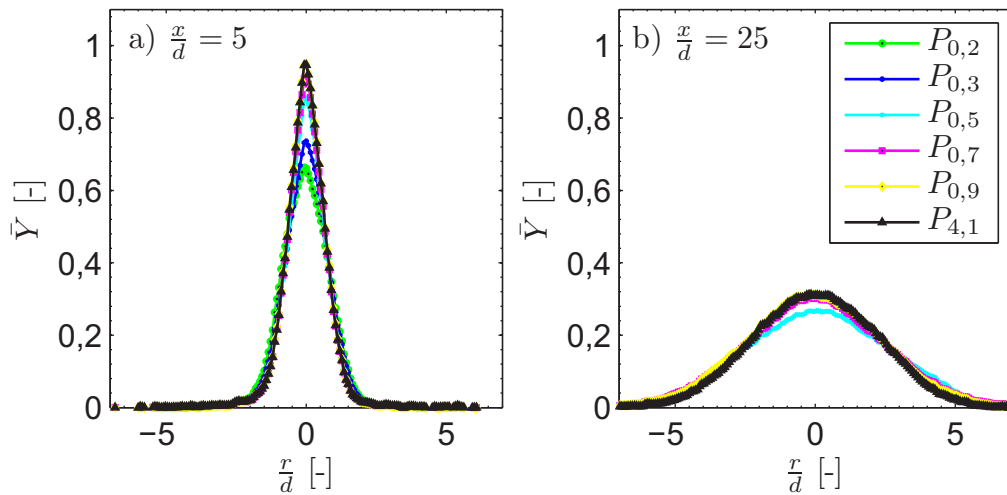 a) x/d = 5
1
0,8
0,6
0,4
0,2
0
Ȳ [-]
−5 0 5
r/d [-]
b) x/d = 25
1
0,8
0,6
0,4
0,2
0
Ȳ [-]
−5 0 5
r/d [-]
P0,2
P0,3
P0,5
P0,7
P0,9
P4,1